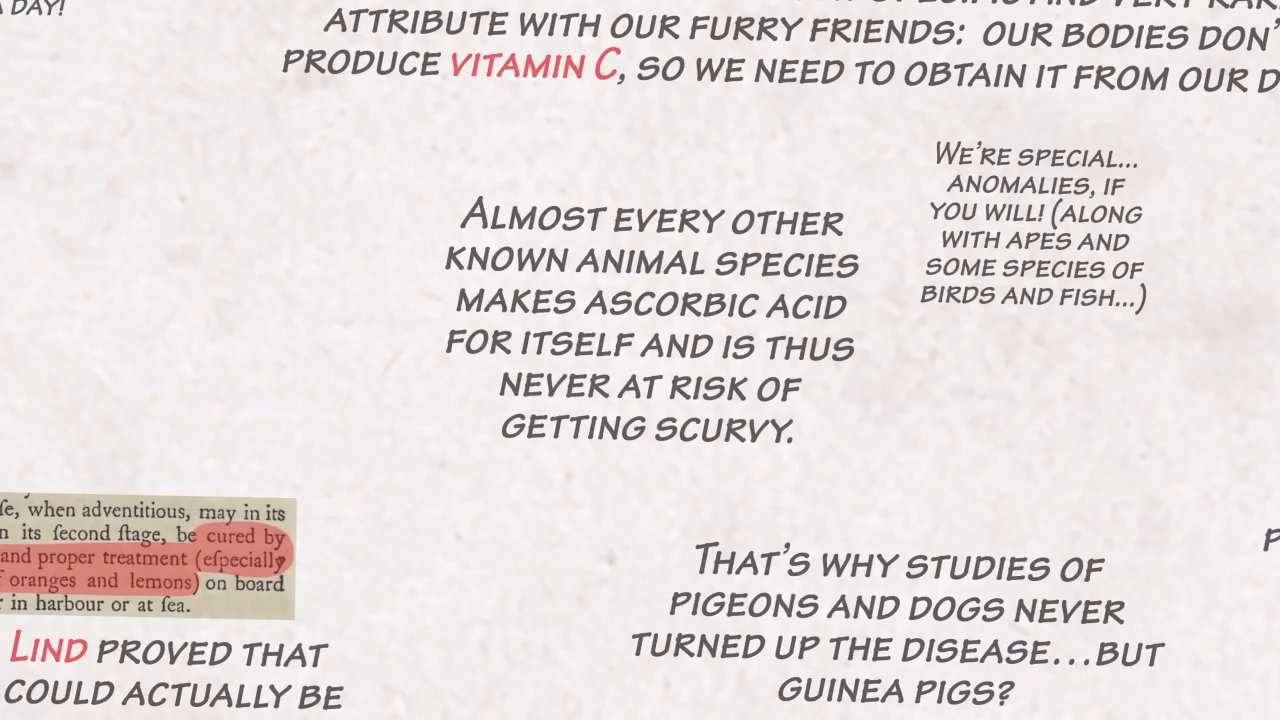 A DAY!
ATTRIBUTE WITH OUR FURRY FRIENDS: OUR BODIES DON'
PRODUCE VITAMIN C, SO WE NEED TO OBTAIN IT FROM OUR D
WE'RE SPECIAL...
ANOMALIES, IF
YOU WILL! (ALONG
WITH APES AND
SOME SPECIES OF
BIRDS AND FISH...)
ALMOST EVERY OTHER
KNOWN ANIMAL SPECIES
MAKES ASCORBIC ACID
FOR ITSELF AND IS THUS
NEVER AT RISK OF
GETTING SCURVY.
ſe, when adventitious, may in its
n its ſecond ſtage, be cured by
and proper treatment (eſpecially
f oranges and lemons) on board
r in harbour or at ſea.
LIND PROVED THAT
COULD ACTUALLY BE
THAT'S WHY STUDIES OF
PIGEONS AND DOGS NEVER
TURNED UP THE DISEASE...BUT
GUINEA PIGS?